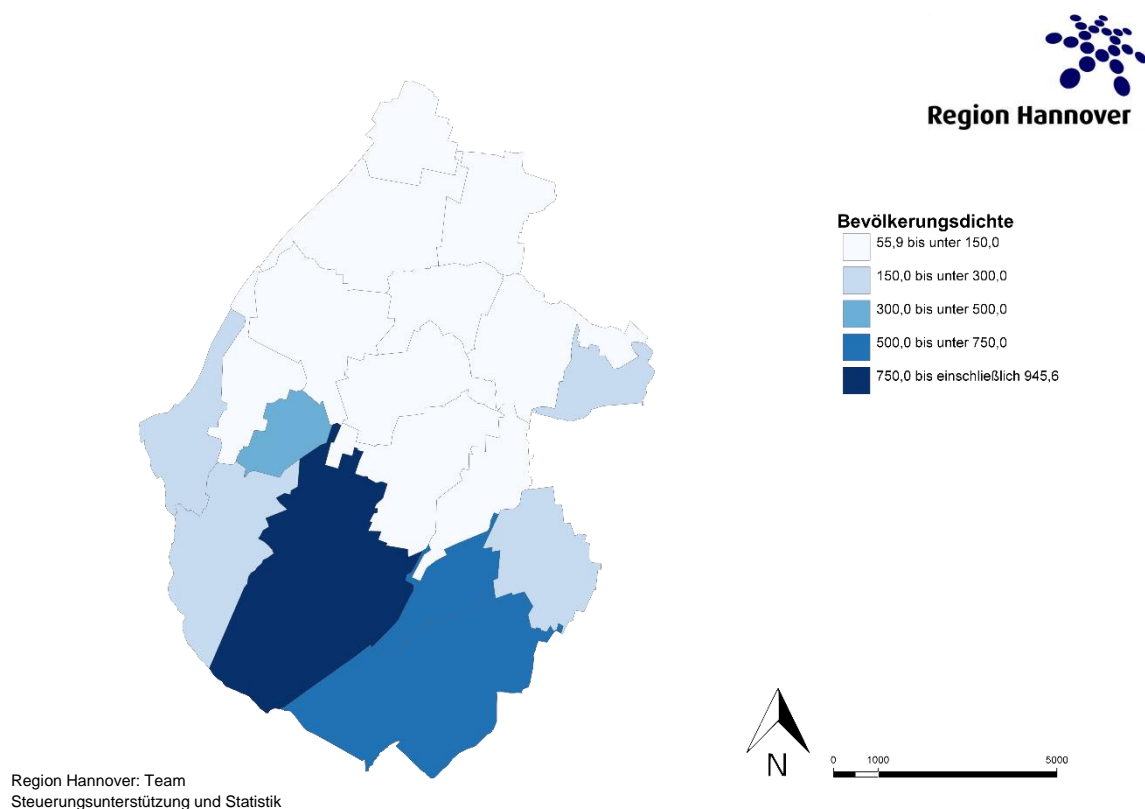 Region Hannover
Bevölkerungsdichte
55,9 bis unter 150,0
150,0 bis unter 300,0
300,0 bis unter 500,0
500,0 bis unter 750,0
750,0 bis einschließlich 945,6
N
0 1000 5000
Region Hannover: Team
Steuerungsunterstützung und Statistik